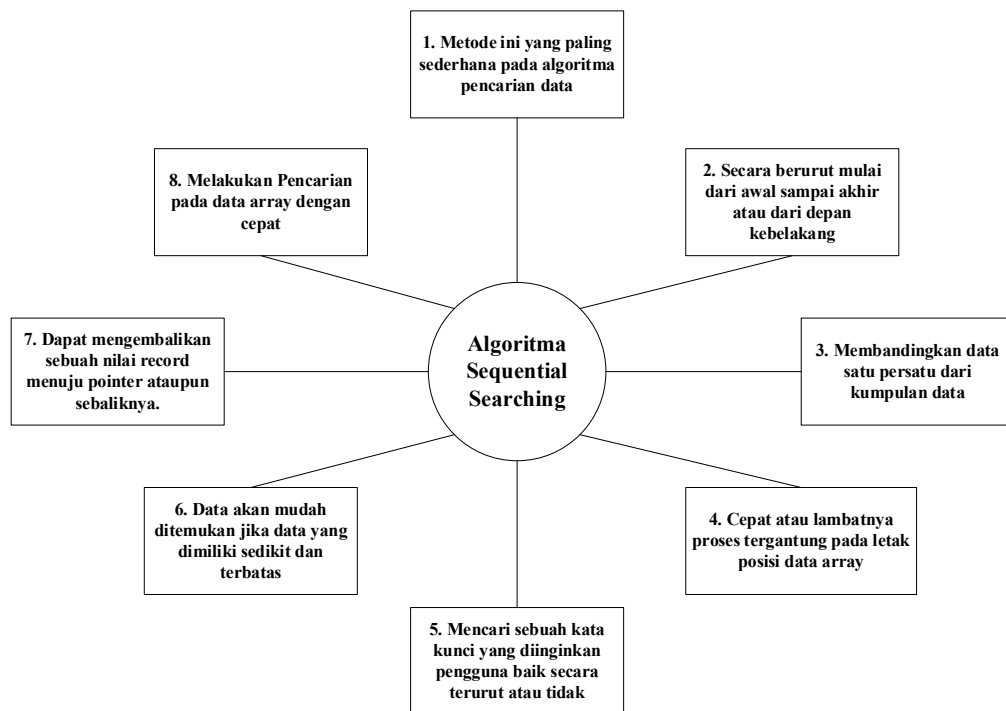 1. Metode ini yang paling
sederhana pada algoritma
pencarian data
2. Secara berurut mulai
dari awal sampai akhir
atau dari depan
kebelakang
3. Membandingkan data
satu persatu dari
kumpulan data
4. Cepat atau lambatnya
proses tergantung pada letak
posisi data array
5. Mencari sebuah kata
kunci yang diinginkan
pengguna baik secara
terurut atau tidak
6. Data akan mudah
ditemukan jika data yang
dimiliki sedikit dan
terbatas
7. Dapat mengembalikan
sebuah nilai record
menuju pointer ataupun
sebaliknya.
8. Melakukan Pencarian
pada data array dengan
cepat
Algoritma
Sequential
Searching